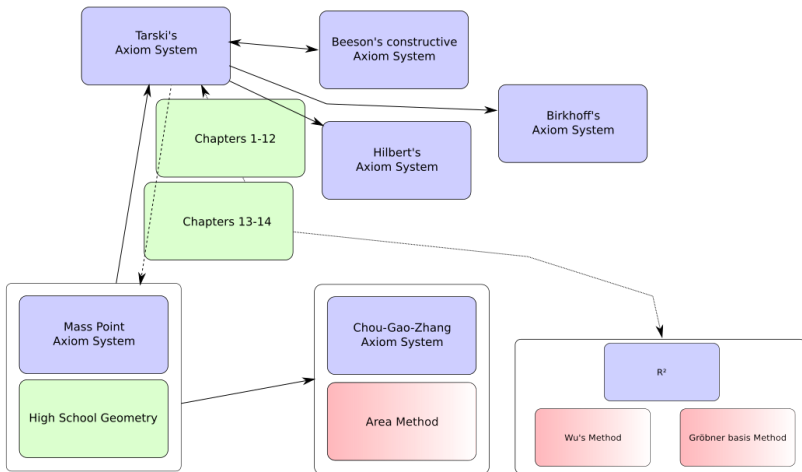 Tarski's
Axiom System
Beeson's constructive
Axiom System
Birkhoff's
Axiom System
Chapters 1-12
Hilbert's
Axiom System
Chapters 13-14
Mass Point
Axiom System
High School Geometry
Chou-Gao-Zhang
Axiom System
Area Method
R²
Wu's Method
Gröbner basis Method